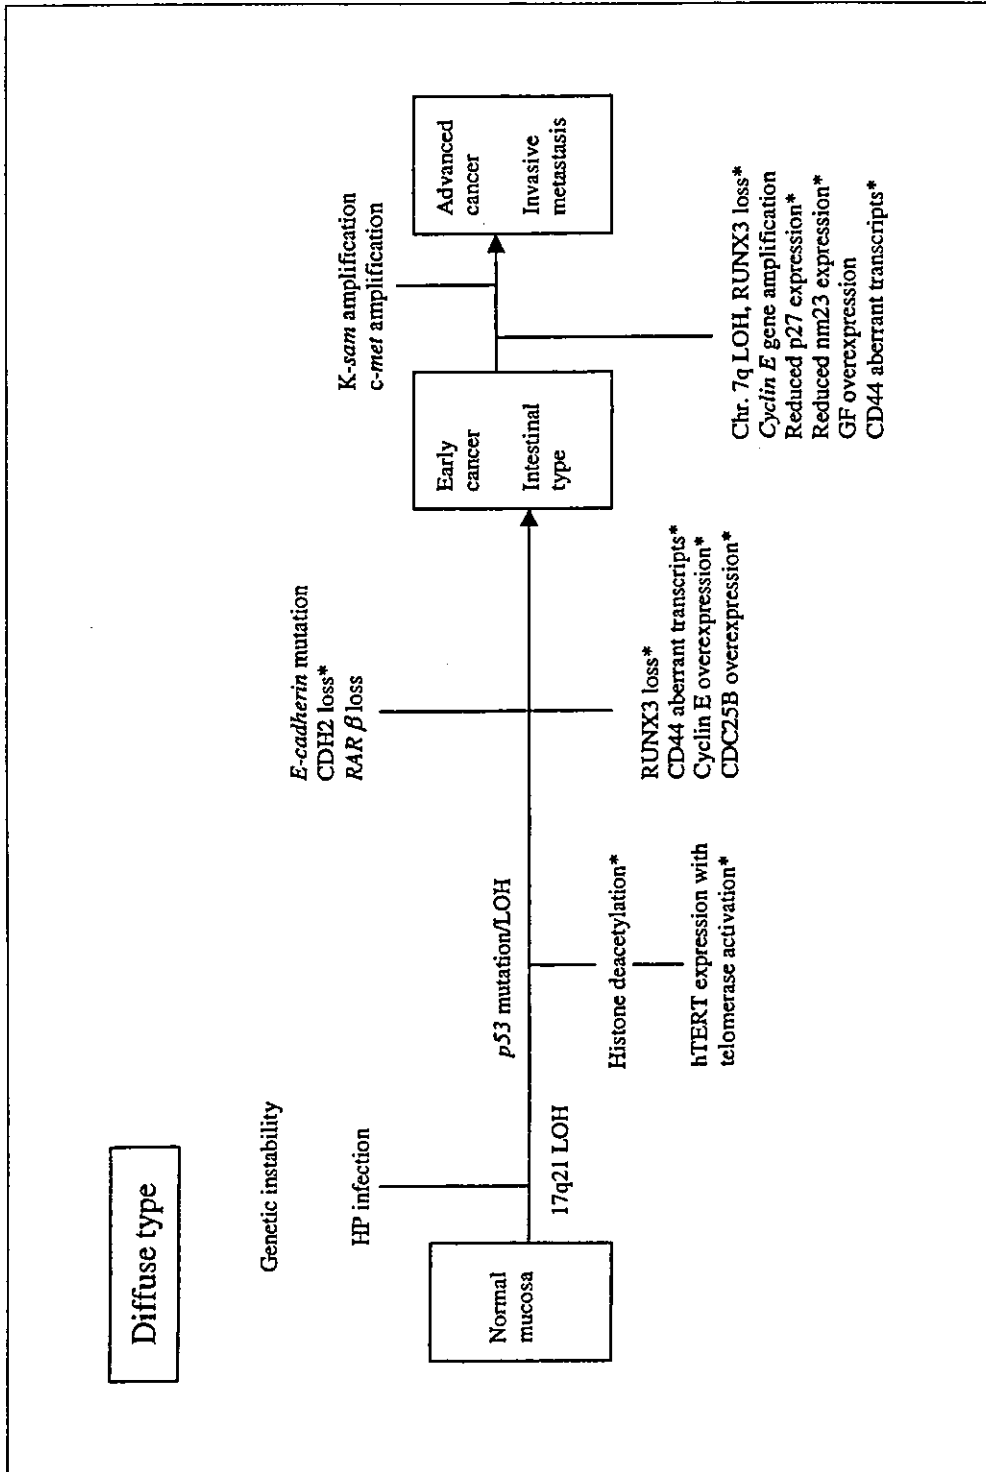 Diffuse type
Genetic instability
HP infection
Normal
mucosa
17q21 LOH
p53 mutation/LOH
Histone deacetylation*
hTERT expression with
telomerase activation*
E-cadherin mutation
CDH2 loss*
RAR β loss
RUNX3 loss*
CD44 aberrant transcripts*
Cyclin E overexpression*
CDC25B overexpression*
Early
cancer
Intestinal
type
K-sam amplification
c-met amplification
Chr. 7q LOH, RUNX3 loss*
Cyclin E gene amplification
Reduced p27 expression*
Reduced nm23 expression*
GF overexpression
CD44 aberrant transcripts*
Advanced
cancer
Invasive
metastasis